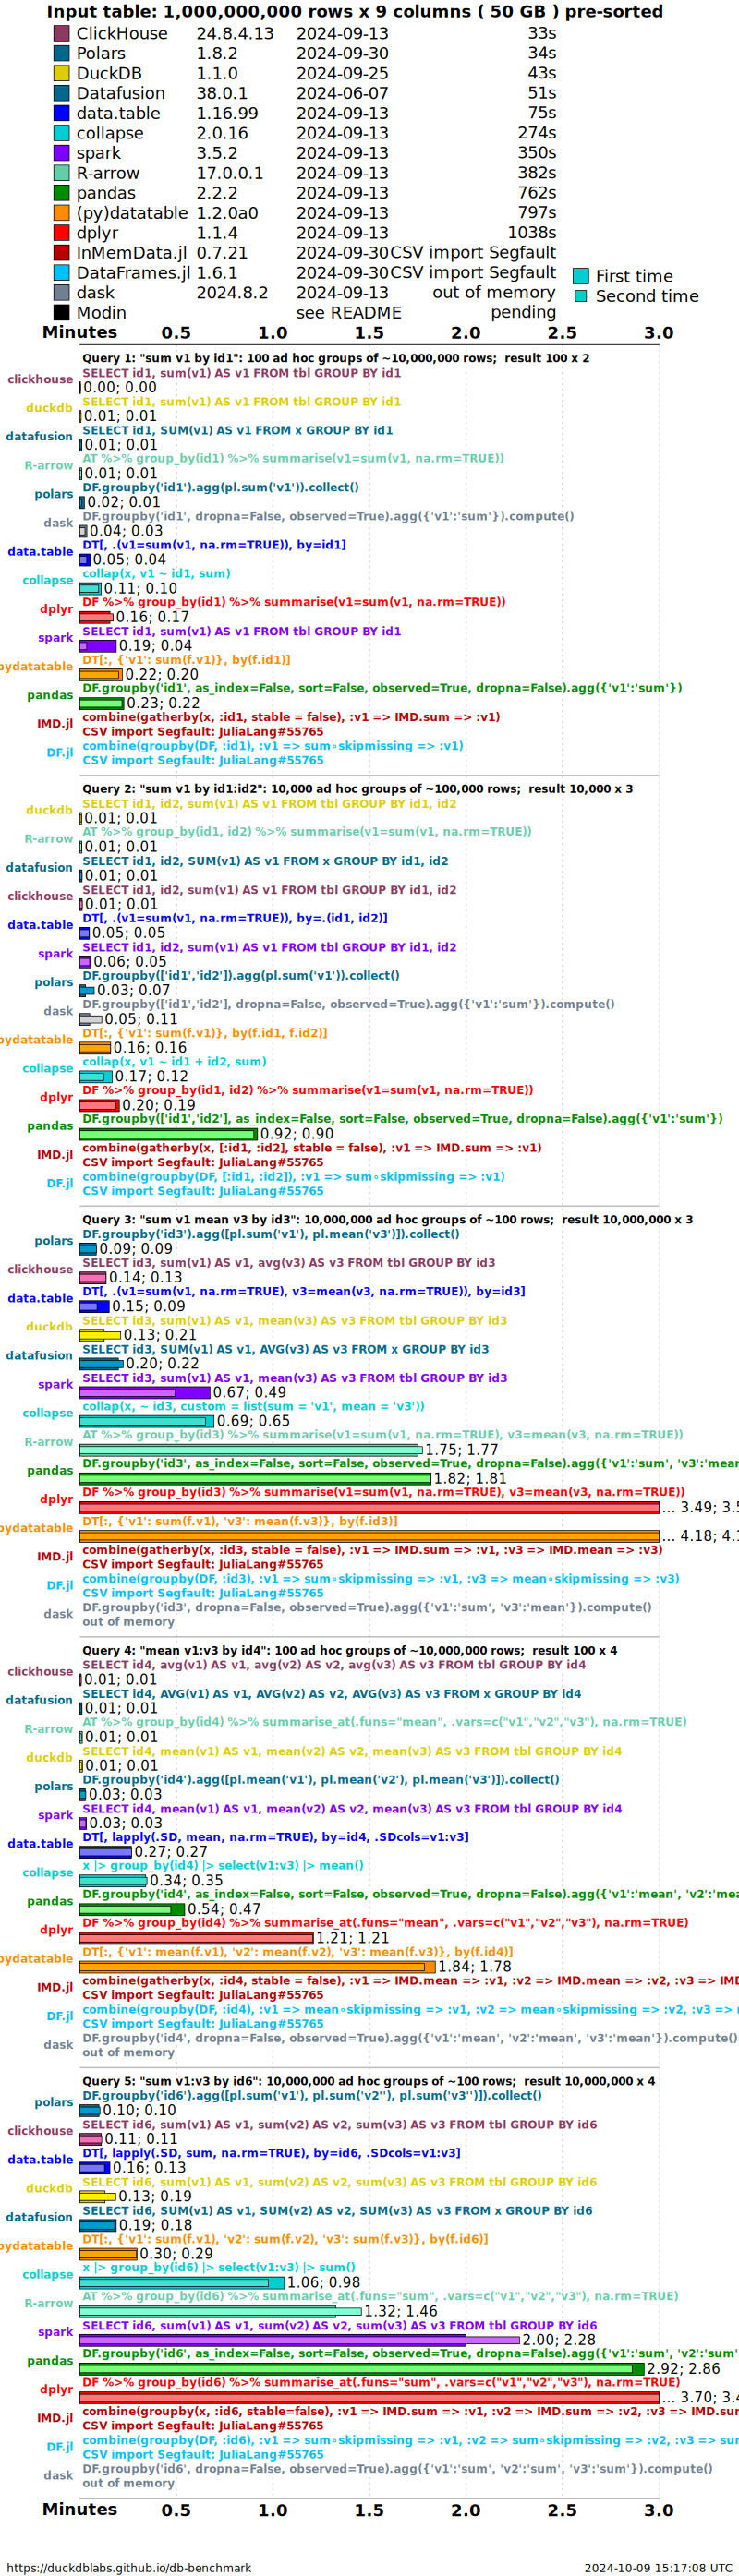 Input table: 1,000,000,000 rows x 9 columns ( 50 GB ) pre-sorted
ClickHouse 24.8.4.13 2024-09-13 33s
Polars 1.8.2 2024-09-30 34s
DuckDB 1.1.0 2024-09-25 43s
Datafusion 38.0.1 2024-06-07 51s
data.table 1.16.99 2024-09-13 75s
collapse 2.0.16 2024-09-13 274s
spark 3.5.2 2024-09-13 350s
R-arrow 17.0.0.1 2024-09-13 382s
pandas 2.2.2 2024-09-13 762s
(py)datatable 1.2.0a0 2024-09-13 797s
dplyr 1.1.4 2024-09-13 1038s
InMemData.jl 0.7.21 2024-09-30 CSV import Segfault
DataFrames.jl 1.6.1 2024-09-30 CSV import Segfault
dask 2024.8.2 2024-09-13 out of memory
Modin see README pending
First time
Second time
Minutes 0.5 1.0 1.5 2.0 2.5 3.0
Query 1: "sum v1 by id1": 100 ad hoc groups of ~10,000,000 rows; result 100 x 2
clickhouse SELECT id1, sum(v1) AS v1 FROM tbl GROUP BY id1
0.00; 0.00
duckdb SELECT id1, sum(v1) AS v1 FROM tbl GROUP BY id1
0.01; 0.01
datafusion SELECT id1, SUM(v1) AS v1 FROM x GROUP BY id1
0.01; 0.01
R-arrow AT %>% group_by(id1) %>% summarise(v1=sum(v1, na.rm=TRUE))
0.01; 0.01
polars DF.groupby('id1').agg(pl.sum('v1')).collect()
0.02; 0.01
dask DF.groupby('id1', dropna=False, observed=True).agg({'v1':'sum'}).compute()
0.04; 0.03
data.table DT[, .(v1=sum(v1, na.rm=TRUE)), by=id1]
0.05; 0.04
collapse collap(x, v1 ~ id1, sum)
0.11; 0.10
dplyr DF %>% group_by(id1) %>% summarise(v1=sum(v1, na.rm=TRUE))
0.16; 0.17
spark SELECT id1, sum(v1) AS v1 FROM tbl GROUP BY id1
0.19; 0.04
pydatatable DT[:, {'v1': sum(f.v1)}, by(f.id1)]
0.22; 0.20
pandas DF.groupby('id1', as_index=False, sort=False, observed=True, dropna=False).agg({'v1':'sum'})
0.23; 0.22
IMD.jl combine(gatherby(x, :id1, stable = false), :v1 => IMD.sum => :v1)
CSV import Segfault: JuliaLang#55765
DF.jl combine(groupby(DF, :id1), :v1 => sum∘skipmissing => :v1)
CSV import Segfault: JuliaLang#55765
Query 2: "sum v1 by id1:id2": 10,000 ad hoc groups of ~100,000 rows; result 10,000 x 3
duckdb SELECT id1, id2, sum(v1) AS v1 FROM tbl GROUP BY id1, id2
0.01; 0.01
R-arrow AT %>% group_by(id1, id2) %>% summarise(v1=sum(v1, na.rm=TRUE))
0.01; 0.01
datafusion SELECT id1, id2, SUM(v1) AS v1 FROM x GROUP BY id1, id2
0.01; 0.01
clickhouse SELECT id1, id2, sum(v1) AS v1 FROM tbl GROUP BY id1, id2
0.01; 0.01
data.table DT[, .(v1=sum(v1, na.rm=TRUE)), by=.(id1, id2)]
0.05; 0.05
spark SELECT id1, id2, sum(v1) AS v1 FROM tbl GROUP BY id1, id2
0.06; 0.05
polars DF.groupby(['id1','id2']).agg(pl.sum('v1')).collect()
0.03; 0.07
dask DF.groupby(['id1','id2'], dropna=False, observed=True).agg({'v1':'sum'}).compute()
0.05; 0.11
pydatatable DT[:, {'v1': sum(f.v1)}, by(f.id1, f.id2)]
0.16; 0.16
collapse collap(x, v1 ~ id1 + id2, sum)
0.17; 0.12
dplyr DF %>% group_by(id1, id2) %>% summarise(v1=sum(v1, na.rm=TRUE))
0.20; 0.19
pandas DF.groupby(['id1','id2'], as_index=False, sort=False, observed=True, dropna=False).agg({'v1':'sum'})
0.92; 0.90
IMD.jl combine(gatherby(x, [:id1, :id2], stable = false), :v1 => IMD.sum => :v1)
CSV import Segfault: JuliaLang#55765
DF.jl combine(groupby(DF, [:id1, :id2]), :v1 => sum∘skipmissing => :v1)
CSV import Segfault: JuliaLang#55765
Query 3: "sum v1 mean v3 by id3": 10,000,000 ad hoc groups of ~100 rows; result 10,000,000 x 3
polars DF.groupby('id3').agg([pl.sum('v1'), pl.mean('v3')]).collect()
0.09; 0.09
clickhouse SELECT id3, sum(v1) AS v1, avg(v3) AS v3 FROM tbl GROUP BY id3
0.14; 0.13
data.table DT[, .(v1=sum(v1, na.rm=TRUE), v3=mean(v3, na.rm=TRUE)), by=id3]
0.15; 0.09
duckdb SELECT id3, sum(v1) AS v1, mean(v3) AS v3 FROM tbl GROUP BY id3
0.13; 0.21
datafusion SELECT id3, SUM(v1) AS v1, AVG(v3) AS v3 FROM x GROUP BY id3
0.20; 0.22
spark SELECT id3, sum(v1) AS v1, mean(v3) AS v3 FROM tbl GROUP BY id3
0.67; 0.49
collapse collap(x, ~ id3, custom = list(sum = 'v1', mean = 'v3'))
0.69; 0.65
R-arrow AT %>% group_by(id3) %>% summarise(v1=sum(v1, na.rm=TRUE), v3=mean(v3, na.rm=TRUE))
1.75; 1.77
pandas DF.groupby('id3', as_index=False, sort=False, observed=True, dropna=False).agg({'v1':'sum', 'v3':'mean
1.82; 1.81
dplyr DF %>% group_by(id3) %>% summarise(v1=sum(v1, na.rm=TRUE), v3=mean(v3, na.rm=TRUE))
... 3.49; 3.5
pydatatable DT[:, {'v1': sum(f.v1), 'v3': mean(f.v3)}, by(f.id3)]
... 4.18; 4.1
IMD.jl combine(gatherby(x, :id3, stable = false), :v1 => IMD.sum => :v1, :v3 => IMD.mean => :v3)
CSV import Segfault: JuliaLang#55765
DF.jl combine(groupby(DF, :id3), :v1 => sum∘skipmissing => :v1, :v3 => mean∘skipmissing => :v3)
CSV import Segfault: JuliaLang#55765
dask DF.groupby('id3', dropna=False, observed=True).agg({'v1':'sum', 'v3':'mean'}).compute()
out of memory
Query 4: "mean v1:v3 by id4": 100 ad hoc groups of ~10,000,000 rows; result 100 x 4
clickhouse SELECT id4, avg(v1) AS v1, avg(v2) AS v2, avg(v3) AS v3 FROM tbl GROUP BY id4
0.01; 0.01
datafusion SELECT id4, AVG(v1) AS v1, AVG(v2) AS v2, AVG(v3) AS v3 FROM x GROUP BY id4
0.01; 0.01
R-arrow AT %>% group_by(id4) %>% summarise_at(.funs="mean", .vars=c("v1","v2","v3"), na.rm=TRUE)
0.01; 0.01
duckdb SELECT id4, mean(v1) AS v1, mean(v2) AS v2, mean(v3) AS v3 FROM tbl GROUP BY id4
0.01; 0.01
polars DF.groupby('id4').agg([pl.mean('v1'), pl.mean('v2'), pl.mean('v3')]).collect()
0.03; 0.03
spark SELECT id4, mean(v1) AS v1, mean(v2) AS v2, mean(v3) AS v3 FROM tbl GROUP BY id4
0.03; 0.03
data.table DT[, lapply(.SD, mean, na.rm=TRUE), by=id4, .SDcols=v1:v3]
0.27; 0.27
collapse x |> group_by(id4) |> select(v1:v3) |> mean()
0.34; 0.35
pandas DF.groupby('id4', as_index=False, sort=False, observed=True, dropna=False).agg({'v1':'mean', 'v2':'mea
0.54; 0.47
dplyr DF %>% group_by(id4) %>% summarise_at(.funs="mean", .vars=c("v1","v2","v3"), na.rm=TRUE)
1.21; 1.21
pydatatable DT[:, {'v1': mean(f.v1), 'v2': mean(f.v2), 'v3': mean(f.v3)}, by(f.id4)]
1.84; 1.78
IMD.jl combine(gatherby(x, :id4, stable = false), :v1 => IMD.mean => :v1, :v2 => IMD.mean => :v2, :v3 => IMD
CSV import Segfault: JuliaLang#55765
DF.jl combine(groupby(DF, :id4), :v1 => mean∘skipmissing => :v1, :v2 => mean∘skipmissing => :v2, :v3 =>
CSV import Segfault: JuliaLang#55765
dask DF.groupby('id4', dropna=False, observed=True).agg({'v1':'mean', 'v2':'mean', 'v3':'mean'}).compute()
out of memory
Query 5: "sum v1:v3 by id6": 10,000,000 ad hoc groups of ~100 rows; result 10,000,000 x 4
polars DF.groupby('id6').agg([pl.sum('v1'), pl.sum('v2''), pl.sum('v3'')]).collect()
0.10; 0.10
clickhouse SELECT id6, sum(v1) AS v1, sum(v2) AS v2, sum(v3) AS v3 FROM tbl GROUP BY id6
0.11; 0.11
data.table DT[, lapply(.SD, sum, na.rm=TRUE), by=id6, .SDcols=v1:v3]
0.16; 0.13
duckdb SELECT id6, sum(v1) AS v1, sum(v2) AS v2, sum(v3) AS v3 FROM tbl GROUP BY id6
0.13; 0.19
datafusion SELECT id6, SUM(v1) AS v1, SUM(v2) AS v2, SUM(v3) AS v3 FROM x GROUP BY id6
0.19; 0.18
pydatatable DT[:, {'v1': sum(f.v1), 'v2': sum(f.v2), 'v3': sum(f.v3)}, by(f.id6)]
0.30; 0.29
collapse x |> group_by(id6) |> select(v1:v3) |> sum()
1.06; 0.98
R-arrow AT %>% group_by(id6) %>% summarise_at(.funs="sum", .vars=c("v1","v2","v3"), na.rm=TRUE)
1.32; 1.46
spark SELECT id6, sum(v1) AS v1, sum(v2) AS v2, sum(v3) AS v3 FROM tbl GROUP BY id6
2.00; 2.28
pandas DF.groupby('id6', as_index=False, sort=False, observed=True, dropna=False).agg({'v1':'sum', 'v2':'sum'
2.92; 2.86
dplyr DF %>% group_by(id6) %>% summarise_at(.funs="sum", .vars=c("v1","v2","v3"), na.rm=TRUE)
... 3.70; 3.4
IMD.jl combine(groupby(x, :id6, stable=false), :v1 => IMD.sum => :v1, :v2 => IMD.sum => :v2, :v3 => IMD.sum
CSV import Segfault: JuliaLang#55765
DF.jl combine(groupby(DF, :id6), :v1 => sum∘skipmissing => :v1, :v2 => sum∘skipmissing => :v2, :v3 => sum
CSV import Segfault: JuliaLang#55765
dask DF.groupby('id6', dropna=False, observed=True).agg({'v1':'sum', 'v2':'sum', 'v3':'sum'}).compute()
out of memory
Minutes 0.5 1.0 1.5 2.0 2.5 3.0
https://duckdblabs.github.io/db-benchmark 2024-10-09 15:17:08 UTC